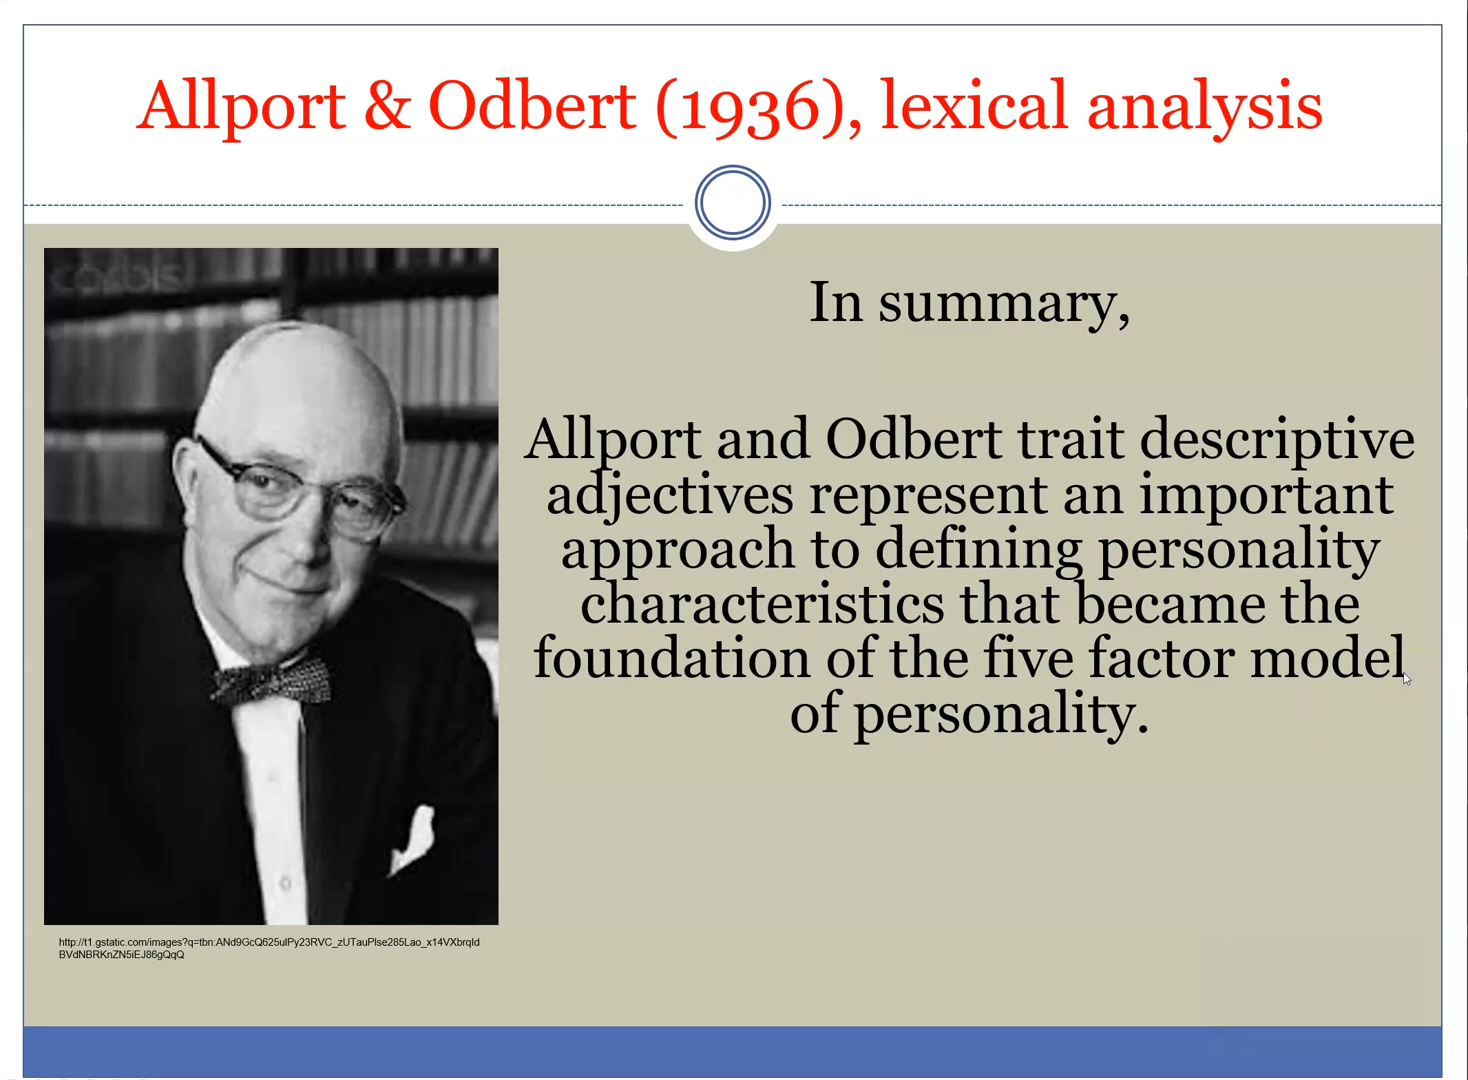 Allport & Odbert (1936), lexical analysis
corbis
In summary,
Allport and Odbert trait descriptive
adjectives represent an important
approach to defining personality
characteristics that became the
foundation of the five factor model
of personality.
http://t1.gstatic.com/images?q=tbn:ANd9GcQ625ulPy23RVC_zUTauPlse285Lao_x14VXbrqId
BVdNBRKnZN5iEJ86gQqQ